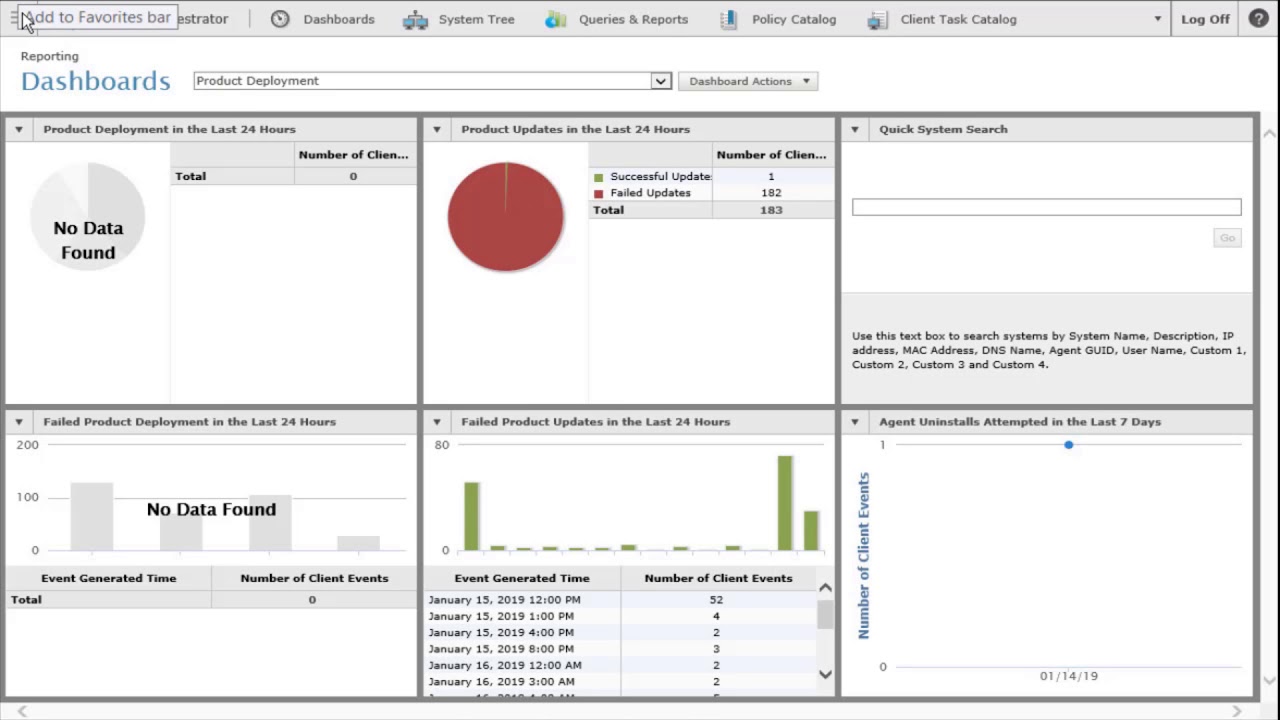 Add to Favorites bar
estrator
Dashboards
System Tree
Queries & Reports
Policy Catalog
Client Task Catalog
Log Off
?
Reporting
Dashboards
Product Deployment
Dashboard Actions
Product Deployment in the Last 24 Hours
Number of Clien...
Total 0
No Data
Found
Product Updates in the Last 24 Hours
Number of Clien...
Successful Update: 1
Failed Updates 182
Total 183
Quick System Search
Go
Use this text box to search systems by System Name, Description, IP
address, MAC Address, DNS Name, Agent GUID, User Name, Custom 1,
Custom 2, Custom 3 and Custom 4.
Failed Product Deployment in the Last 24 Hours
200
100
0
No Data Found
Event Generated Time Number of Client Events
Total 0
Failed Product Updates in the Last 24 Hours
80
0
Event Generated Time Number of Client Events
January 15, 2019 12:00 PM 52
January 15, 2019 1:00 PM 4
January 15, 2019 4:00 PM 2
January 15, 2019 8:00 PM 3
January 16, 2019 12:00 AM 2
January 16, 2019 3:00 AM 2
Agent Uninstalls Attempted in the Last 7 Days
1
Number of Client Events
0
01/14/19